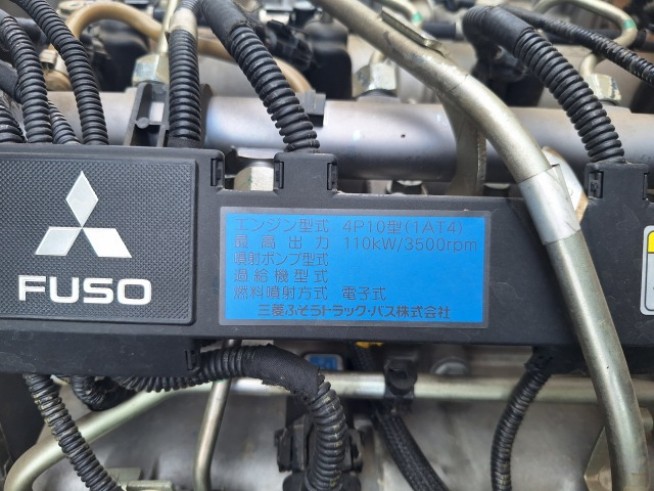 FUSO
エンジン型式 4P10型(1AT4)
最高出力 110kW/3500rpm
噴射ポンプ型式
過給機型式
燃料噴射方式 電子式
三菱ふそうトラック・バス株式会社